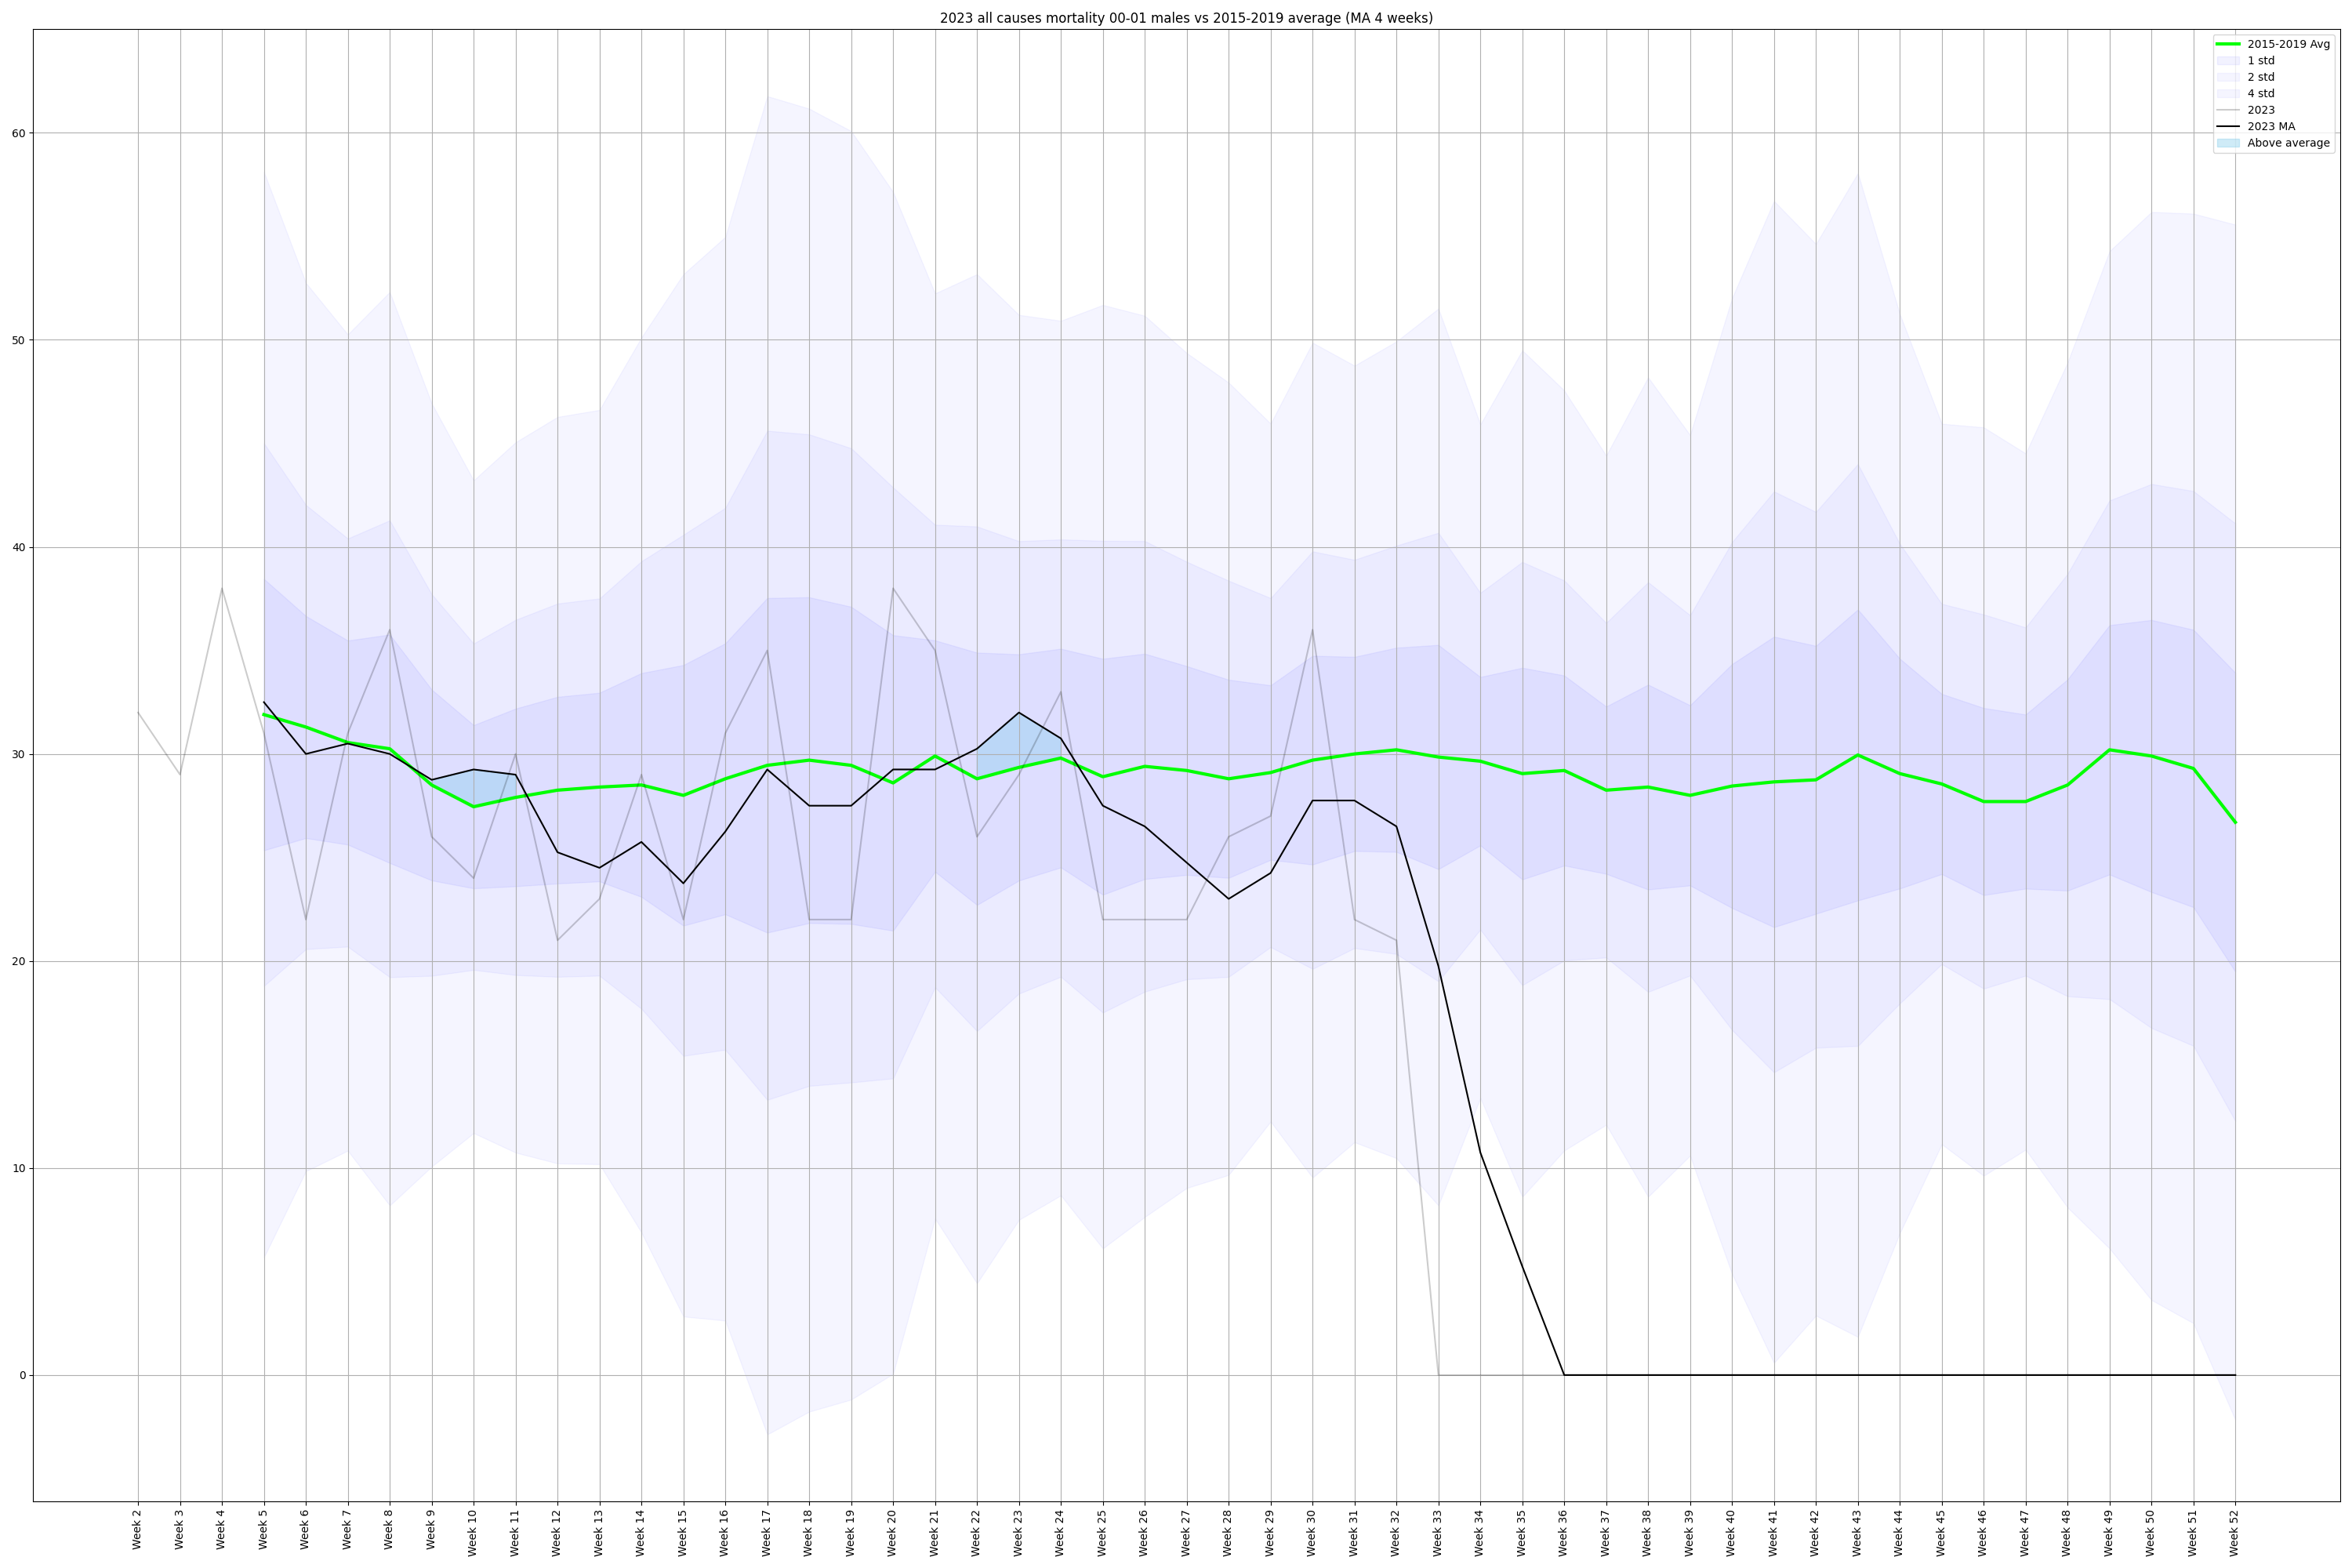 2023 all causes mortality 00-01 males vs 2015-2019 average (MA 4 weeks)
2015-2019 Avg
1 std
2 std
4 std
2023
2023 MA
Above average
60
50
40
30
20
10
0
Week 2
Week 3
Week 4
Week 5
Week 6
Week 7
Week 8
Week 9
Week 10
Week 11
Week 12
Week 13
Week 14
Week 15
Week 16
Week 17
Week 18
Week 19
Week 20
Week 21
Week 22
Week 23
Week 24
Week 25
Week 26
Week 27
Week 28
Week 29
Week 30
Week 31
Week 32
Week 33
Week 34
Week 35
Week 36
Week 37
Week 38
Week 39
Week 40
Week 41
Week 42
Week 43
Week 44
Week 45
Week 46
Week 47
Week 48
Week 49
Week 50
Week 51
Week 52